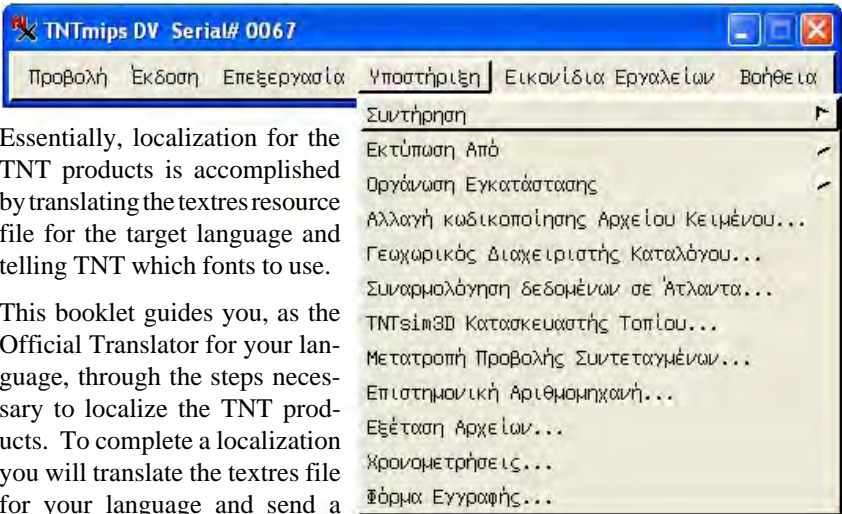 TNTmips DV Serial# 0067
Προβολή Έκδοση Επεξεργασία Υποστήριξη Εικονίδια Εργαλείων Βοήθεια
Συντήρηση
Εκτύπωση Από
Οργάνωση Εγκατάστασης
Αλλαγή κωδικοποίησης Αρχείου Κειμένου...
Γεωχωρικός Διαχειριστής Καταλόγου...
Συναρμολόγηση δεδομένων σε Άτλαντα...
TNTsim3D Κατασκευαστής Τοπίου...
Μετατροπή Προβολής Συντεταγμένων...
Επιστημονική Αριθμομηχανή...
Εξέταση Αρχείων...
Χρονομετρήσεις...
Φόρμα Εγγραφής...
Essentially, localization for the
TNT products is accomplished
by translating the textres resource
file for the target language and
telling TNT which fonts to use.
This booklet guides you, as the
Official Translator for your lan-
guage, through the steps neces-
sary to localize the TNT prod-
ucts. To complete a localization
you will translate the textres file
for your language and send a